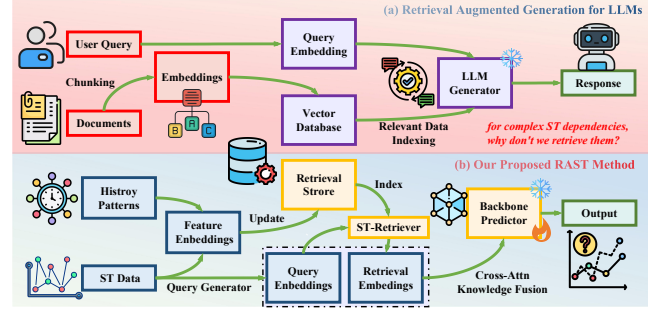 (a) Retrieval Augmented Generation for LLMs
User Query
Query
Embedding
Chunking
Embeddings
LLM
Generator
Response
Documents
B
A
C
Vector
Database
Relevant Data
Indexing
for complex ST dependencies,
why don't we retrieve them?
(b) Our Proposed RAST Method
Histroy
Patterns
Retrieval
Strore
Index
Backbone
Predictor
Output
Feature
Embeddings
Update
ST-Retriever
ST Data
Query Generator
Query
Embeddings
Retrieval
Embedings
Cross-Attn
Knowledge Fusion
?